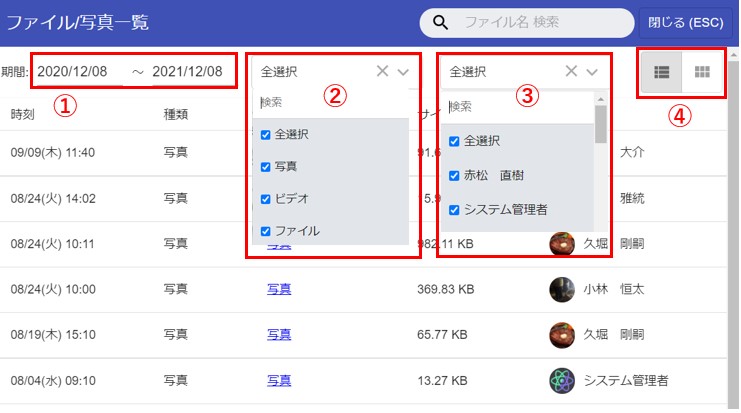 ファイル/写真一覧
ファイル名 検索
閉じる (ESC)
期間: 2020/12/08 ～ 2021/12/08
①
全選択
検索
②
全選択
写真
ビデオ
ファイル
全選択
検索
③
全選択
赤松 直樹
システム管理者
④
時刻 種類 サイ
09/09(木) 11:40 写真 91.6 大介
08/24(火) 14:02 写真 5.9 雅統
08/24(火) 10:11 写真 写真 982.11 KB 久堀 剛嗣
08/24(火) 10:00 写真 写真 369.83 KB 小林 恒太
08/19(木) 15:10 写真 写真 65.77 KB 久堀 剛嗣
08/04(水) 09:10 写真 写真 13.27 KB システム管理者